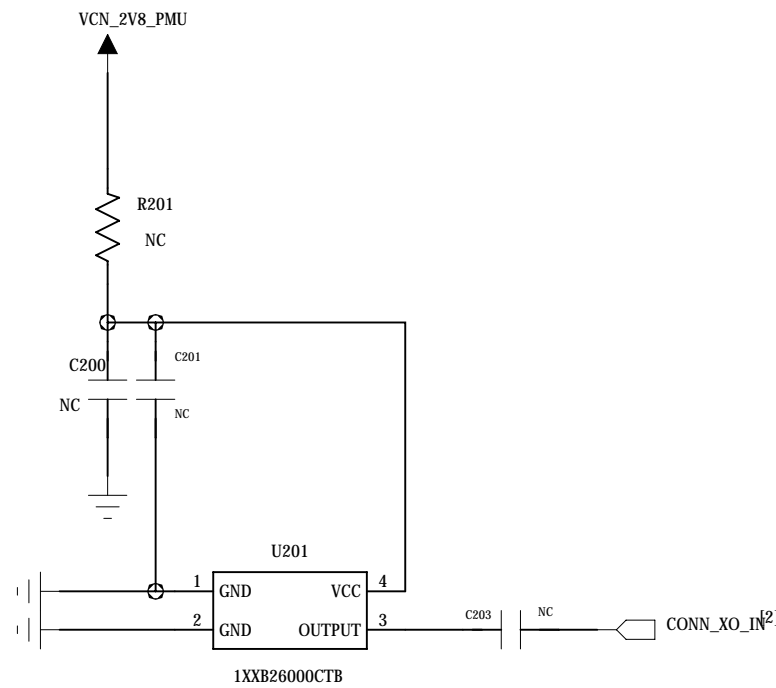 VCN_2V8_PMU
R201
NC
C200
C201
NC
NC
U201
1
GND
VCC
4
2
GND
OUTPUT
3
C203
NC
CONN_XO_IN
[2]
1XXB26000CTB